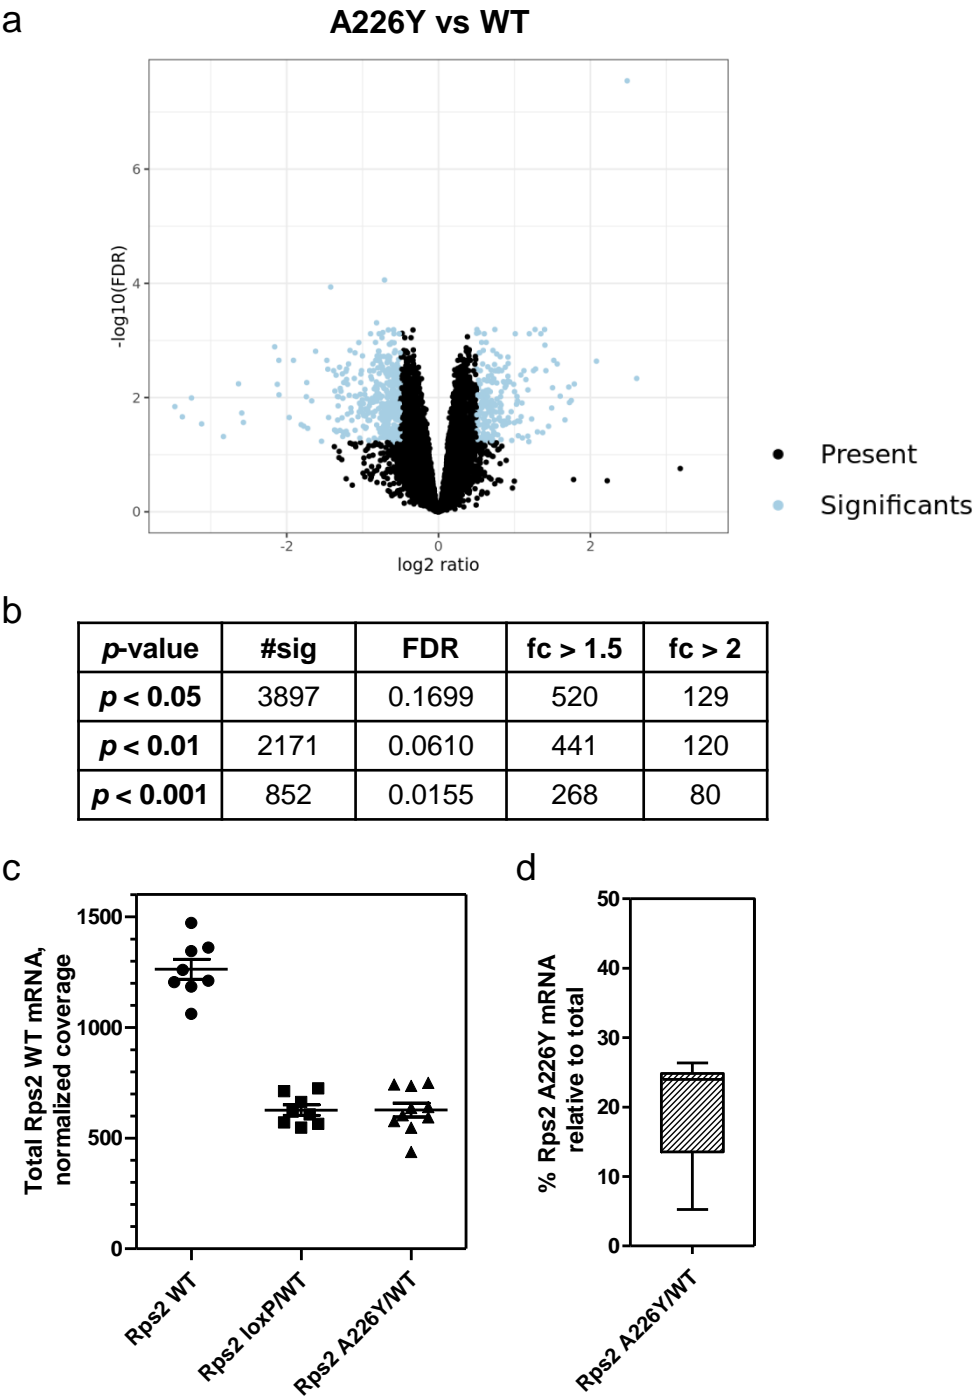 a
A226Y vs WT
-log10(FDR)
6
4
2
0
-2
0
2
log2 ratio
Present
Significants
b
p-value #sig FDR fc > 1.5 fc > 2
p < 0.05 3897 0.1699 520 129
p < 0.01 2171 0.0610 441 120
p < 0.001 852 0.0155 268 80
c
Total Rps2 WT mRNA,
normalized coverage
1500
1000
500
0
Rps2 WT
Rps2 loxP/WT
Rps2 A226Y/WT
d
% Rps2 A226Y mRNA
relative to total
50
40
30
20
10
0
Rps2 A226Y/WT